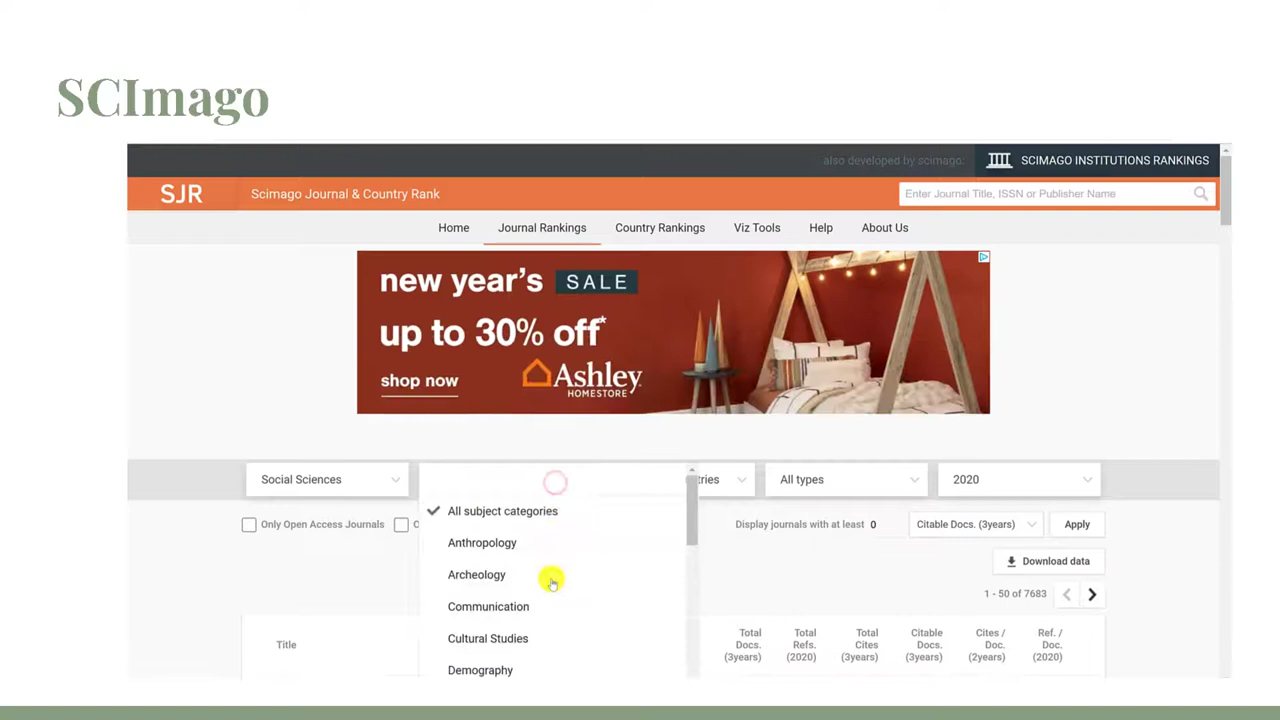 SCImago
also developed by scimago:
SCIMAGO INSTITUTIONS RANKINGS
SJR
Scimago Journal & Country Rank
Enter Journal Title, ISSN or Publisher Name
Home
Journal Rankings
Country Rankings
Viz Tools
Help
About Us
new year's SALE
up to 30% off*
shop now
Ashley
HOMESTORE
Social Sciences
tries
All types
2020
All subject categories
Anthropology
Archeology
Communication
Cultural Studies
Demography
Only Open Access Journals
O
Display journals with at least 0
Citable Docs. (3years)
Apply
Download data
1 - 50 of 7683
Title
Total
Docs.
(3years)
Total
Refs.
(2020)
Total
Cites
(3years)
Citable
Docs.
(3years)
Cites /
Doc.
(2years)
Ref. /
Doc.
(2020)